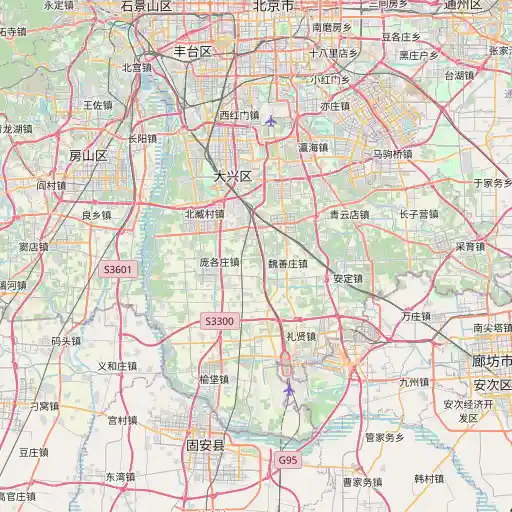 永定镇
石景山区
北京市
三间房乡
通州区
南磨房乡
豆各庄乡
丰台区
十八里店乡
黑庄户乡
北宫镇
小红门乡
台湖镇
王佐镇
亦庄镇
西红门镇
青龙湖镇
长阳镇
瀛海镇
房山区
马驹桥镇
大兴区
阎村镇
于家务乡
良乡镇
北臧村镇
青云店镇
长子营镇
窦店镇
采育镇
庞各庄镇
魏善庄镇
S3601
安定镇
琉璃河镇
S3300
万庄镇
南尖塔镇
码头镇
礼贤镇
义和庄镇
廊坊市
榆垡镇
九州镇
安次区
刁窝镇
安次经济开
发区
宫村镇
固安县
管家务乡
豆庄镇
G95
东湾镇
曹家务乡
韩村镇
高官庄镇